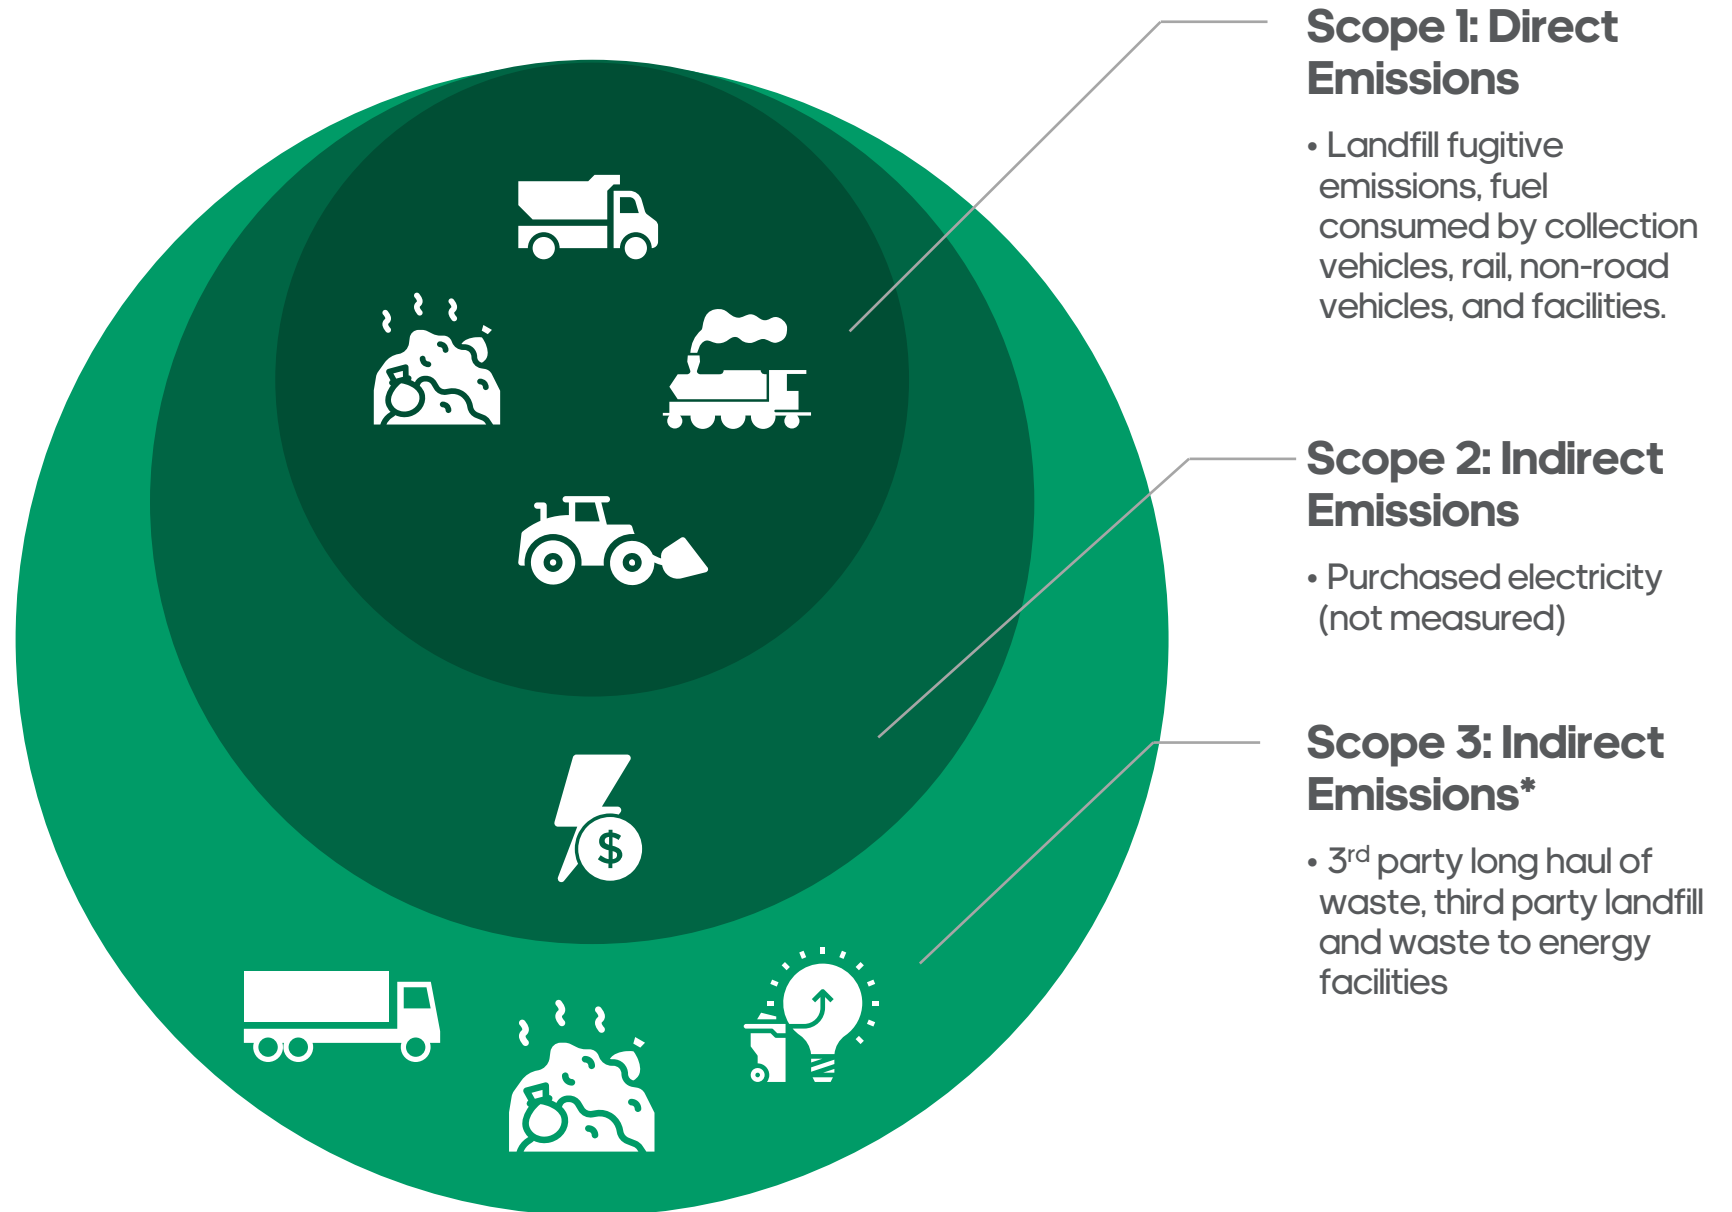 Scope 1: Direct
Emissions
• Landfill fugitive
emissions, fuel
consumed by collection
vehicles, rail, non-road
vehicles, and facilities.
Scope 2: Indirect
Emissions
• Purchased electricity
(not measured)
Scope 3: Indirect
Emissions*
• 3rd party long haul of
waste, third party landfill
and waste to energy
facilities
$